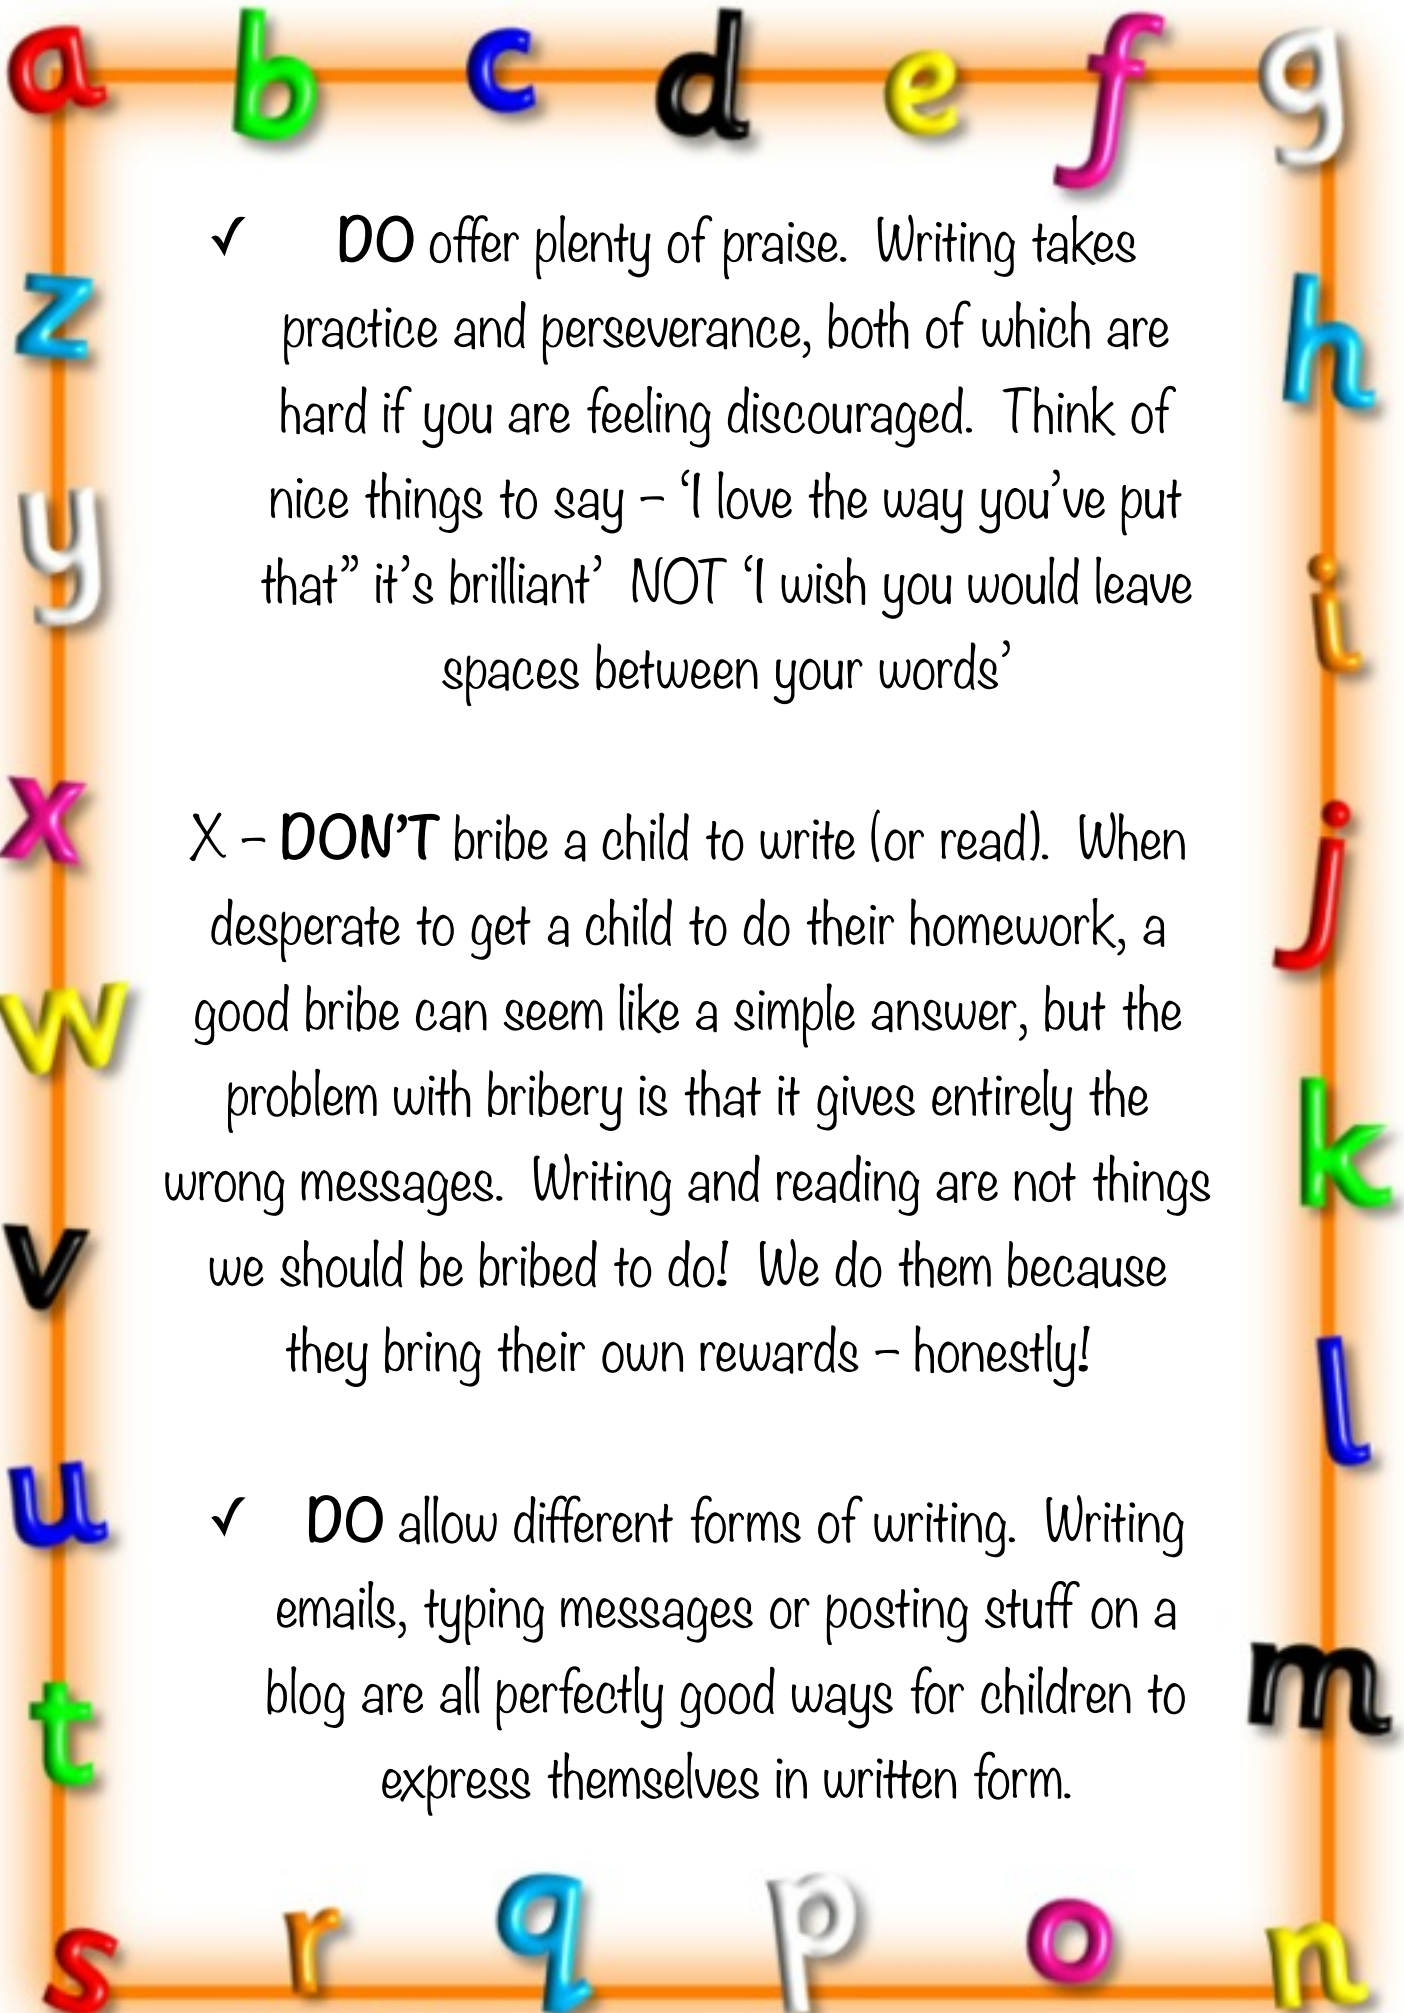 a b c d e f g
✓ DO offer plenty of praise. Writing takes
practice and perseverance, both of which are
hard if you are feeling discouraged. Think of
nice things to say – ‘I love the way you’ve put
that” it’s brilliant’ NOT ‘I wish you would leave
spaces between your words’
X – DON’T bribe a child to write (or read). When
desperate to get a child to do their homework, a
good bribe can seem like a simple answer, but the
problem with bribery is that it gives entirely the
wrong messages. Writing and reading are not things
we should be bribed to do! We do them because
they bring their own rewards – honestly!
✓ DO allow different forms of writing. Writing
emails, typing messages or posting stuff on a
blog are all perfectly good ways for children to
express themselves in written form.
h
i
j
k
l
m
n
o
p
q
r
s
t
u
v
w
x
y
z